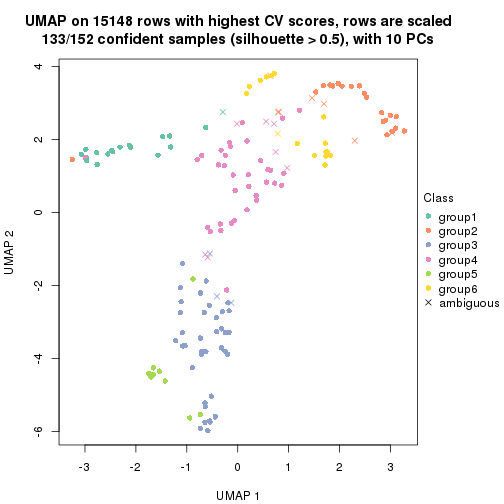 UMAP on 15148 rows with highest CV scores, rows are scaled
133/152 confident samples (silhouette > 0.5), with 10 PCs
4
2
0
-2
-4
-6
UMAP 2
-3
-2
-1
0
1
2
3
UMAP 1
Class
group1
group2
group3
group4
group5
group6
ambiguous